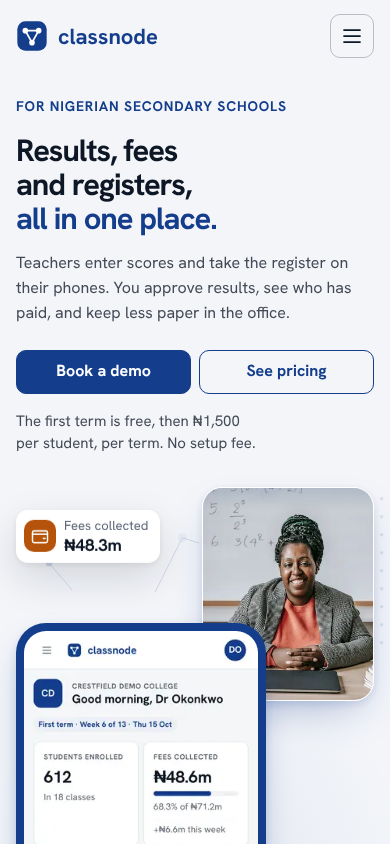 classnode
FOR NIGERIAN SECONDARY SCHOOLS
Results, fees
and registers,
all in one place.
Teachers enter scores and take the register on
their phones. You approve results, see who has
paid, and keep less paper in the office.
Book a demo
See pricing
The first term is free, then ₦1,500
per student, per term. No setup fee.
Fees collected
₦48.3m
classnode
DO
CD
CRESTFIELD DEMO COLLEGE
Good morning, Dr Okonkwo
First term · Week 6 of 13 · Thu 15 Oct
STUDENTS ENROLLED
612
In 18 classes
FEES COLLECTED
₦48.6m
68.3% of ₦71.2m
+₦6.6m this week